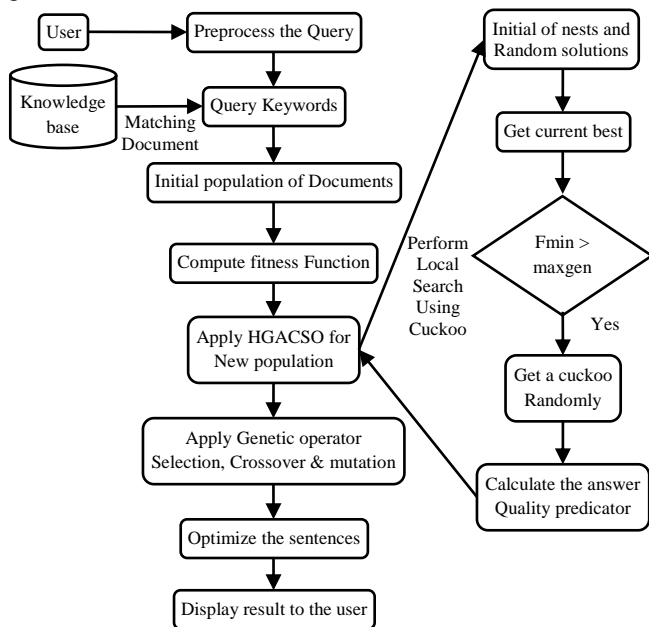 User
Preprocess the Query
Knowledge
base
Matching
Document
Query Keywords
Initial population of Documents
Compute fitness Function
Apply HGACSO for
New population
Apply Genetic operator
Selection, Crossover & mutation
Optimize the sentences
Display result to the user
Perform
Local
Search
Using
Cuckoo
Initial of nests and
Random solutions
Get current best
Fmin >
maxgen
Yes
Get a cuckoo
Randomly
Calculate the answer
Quality predicator